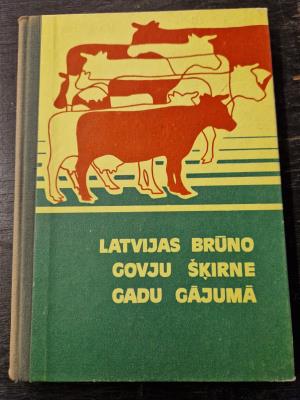 LATVIJAS BRŪNO
GOVJU ŠĶIRNE
GADU GĀJUMĀ